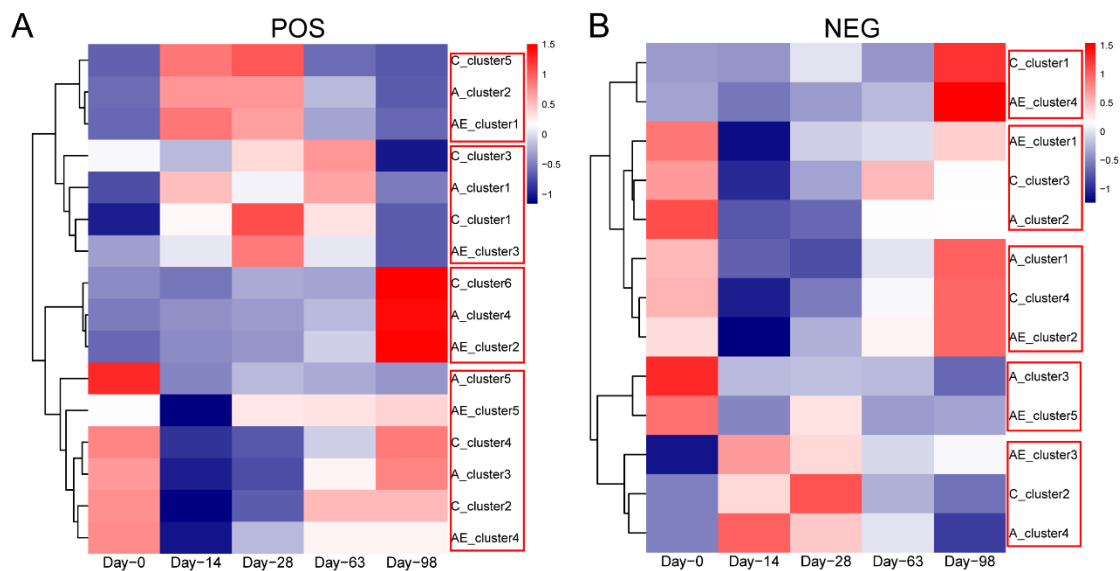 A
POS
1.5
1
0.5
0
−0.5
−1
C_cluster5
A_cluster2
AE_cluster1
C_cluster3
A_cluster1
C_cluster1
AE_cluster3
C_cluster6
A_cluster4
AE_cluster2
A_cluster5
AE_cluster5
C_cluster4
A_cluster3
C_cluster2
AE_cluster4
Day−0 Day−14 Day−28 Day−63 Day−98
B
NEG
1.5
1
0.5
0
−0.5
−1
C_cluster1
AE_cluster4
AE_cluster1
C_cluster3
A_cluster2
A_cluster1
C_cluster4
AE_cluster2
A_cluster3
AE_cluster5
AE_cluster3
C_cluster2
A_cluster4
Day−0 Day−14 Day−28 Day−63 Day−98